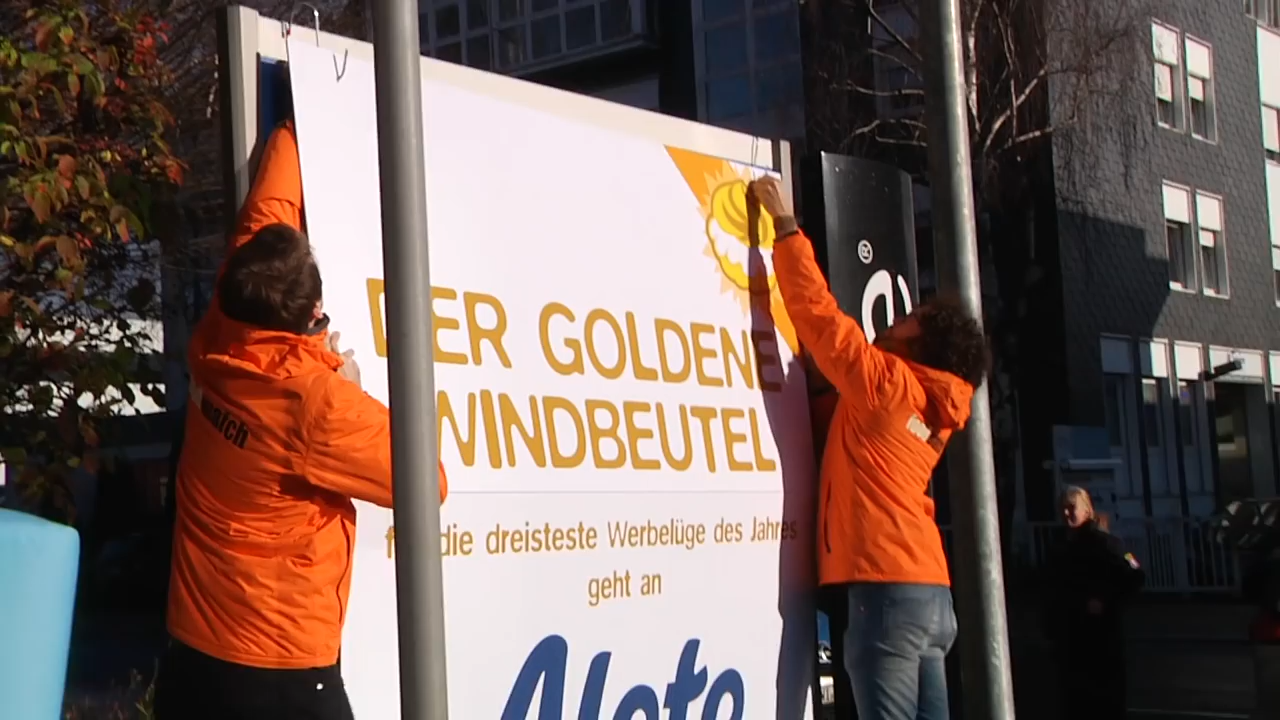 DER GOLDENE
WINDBEUTEL
die dreisteste Werbelüge des Jahres
geht an
Alete
®